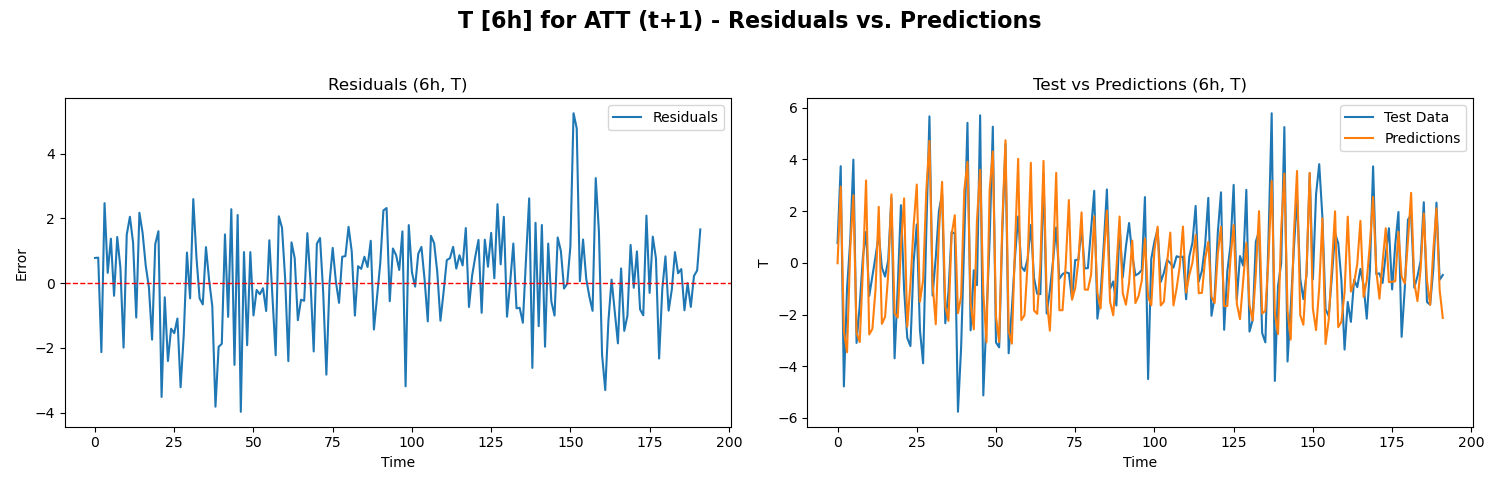 T [6h] for ATT (t+1) - Residuals vs. Predictions
Residuals (6h, T)
Residuals
Error
4
2
0
−2
−4
0 25 50 75 100 125 150 175 200
Time
Test vs Predictions (6h, T)
Test Data
Predictions
T
6
4
2
0
−2
−4
−6
0 25 50 75 100 125 150 175 200
Time